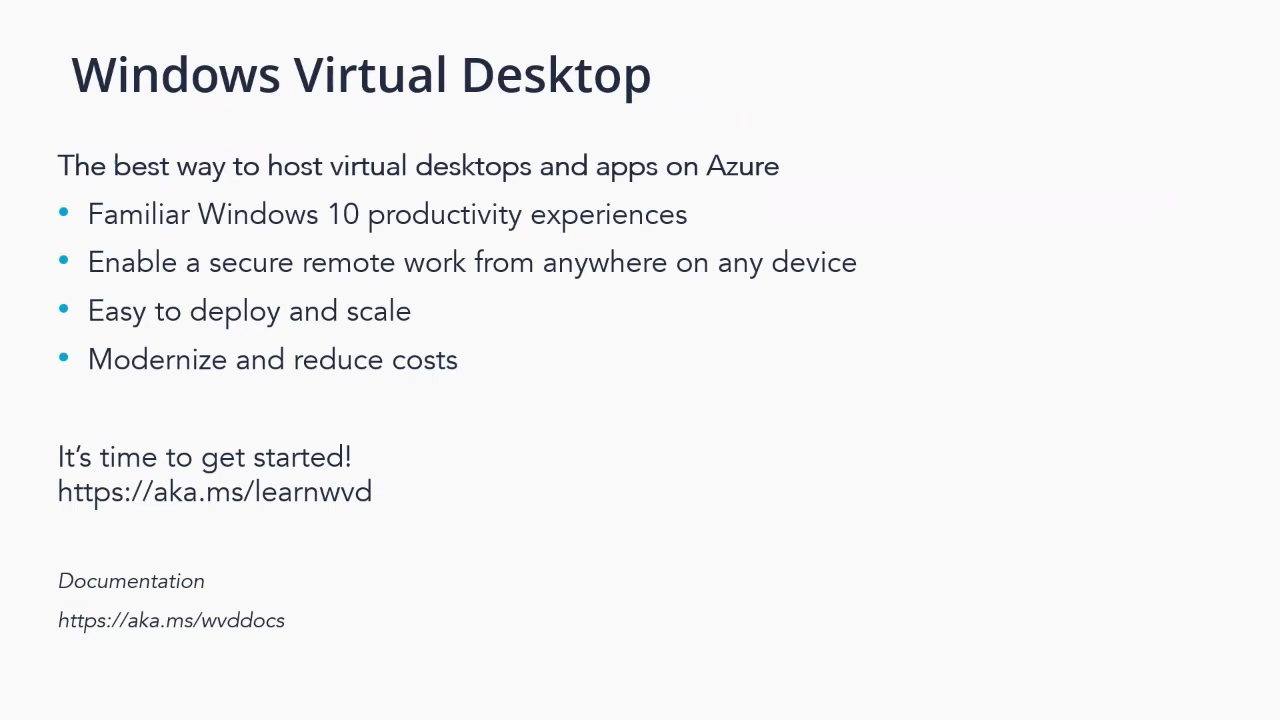 Windows Virtual Desktop
The best way to host virtual desktops and apps on Azure
• Familiar Windows 10 productivity experiences
• Enable a secure remote work from anywhere on any device
• Easy to deploy and scale
• Modernize and reduce costs
It’s time to get started!
https://aka.ms/learnwvd
Documentation
https://aka.ms/wvddocs